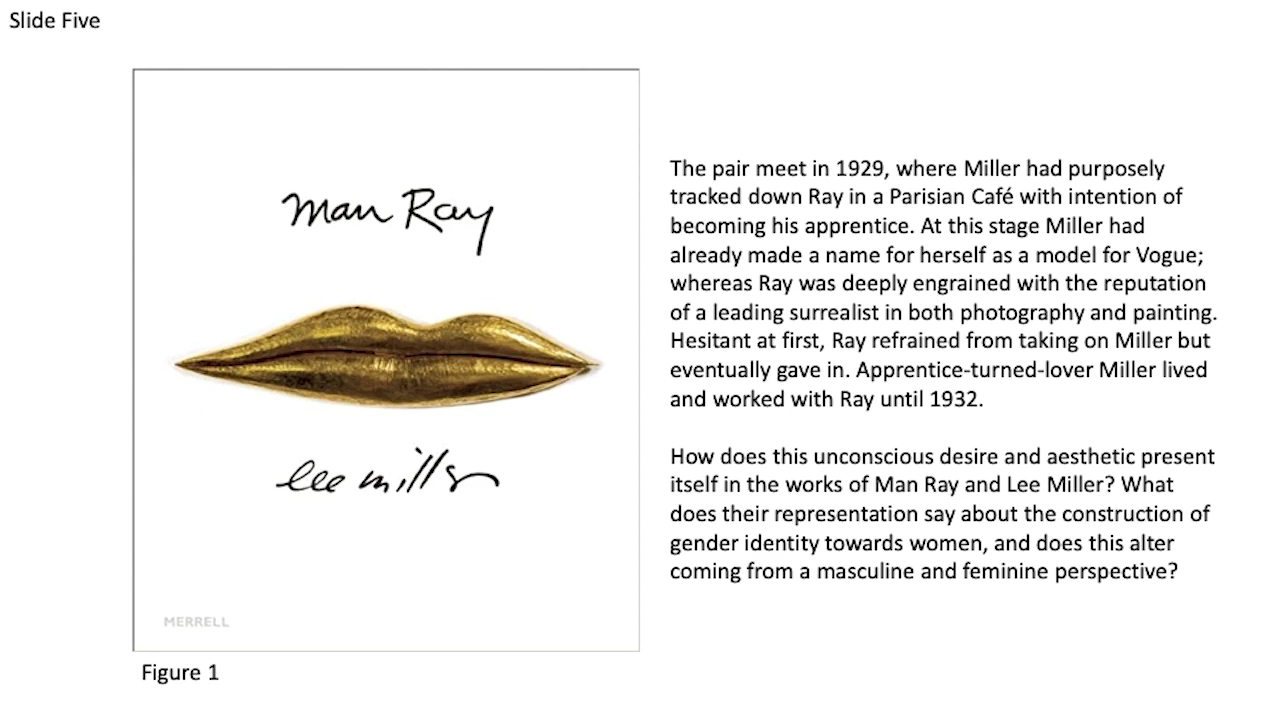 Slide Five
Man Ray
lee miller
MERRELL
Figure 1
The pair meet in 1929, where Miller had purposely
tracked down Ray in a Parisian Café with intention of
becoming his apprentice. At this stage Miller had
already made a name for herself as a model for Vogue;
whereas Ray was deeply engrained with the reputation
of a leading surrealist in both photography and painting.
Hesitant at first, Ray refrained from taking on Miller but
eventually gave in. Apprentice-turned-lover Miller lived
and worked with Ray until 1932.
How does this unconscious desire and aesthetic present
itself in the works of Man Ray and Lee Miller? What
does their representation say about the construction of
gender identity towards women, and does this alter
coming from a masculine and feminine perspective?